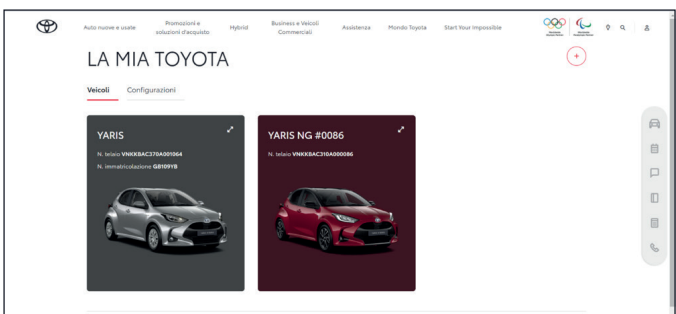 Auto nuove e usate
Promozioni e
soluzioni d'acquisto
Hybrid
Business e Veicoli
Commerciali
Assistenza
Mondo Toyota
Start Your Impossible
LA MIA TOYOTA
Veicoli Configurazioni
YARIS
N. telaio VNKKBAC370A001064
N. immatricolazione GB109YB
YARIS NG #0086
N. telaio VNKKBAC310A000086